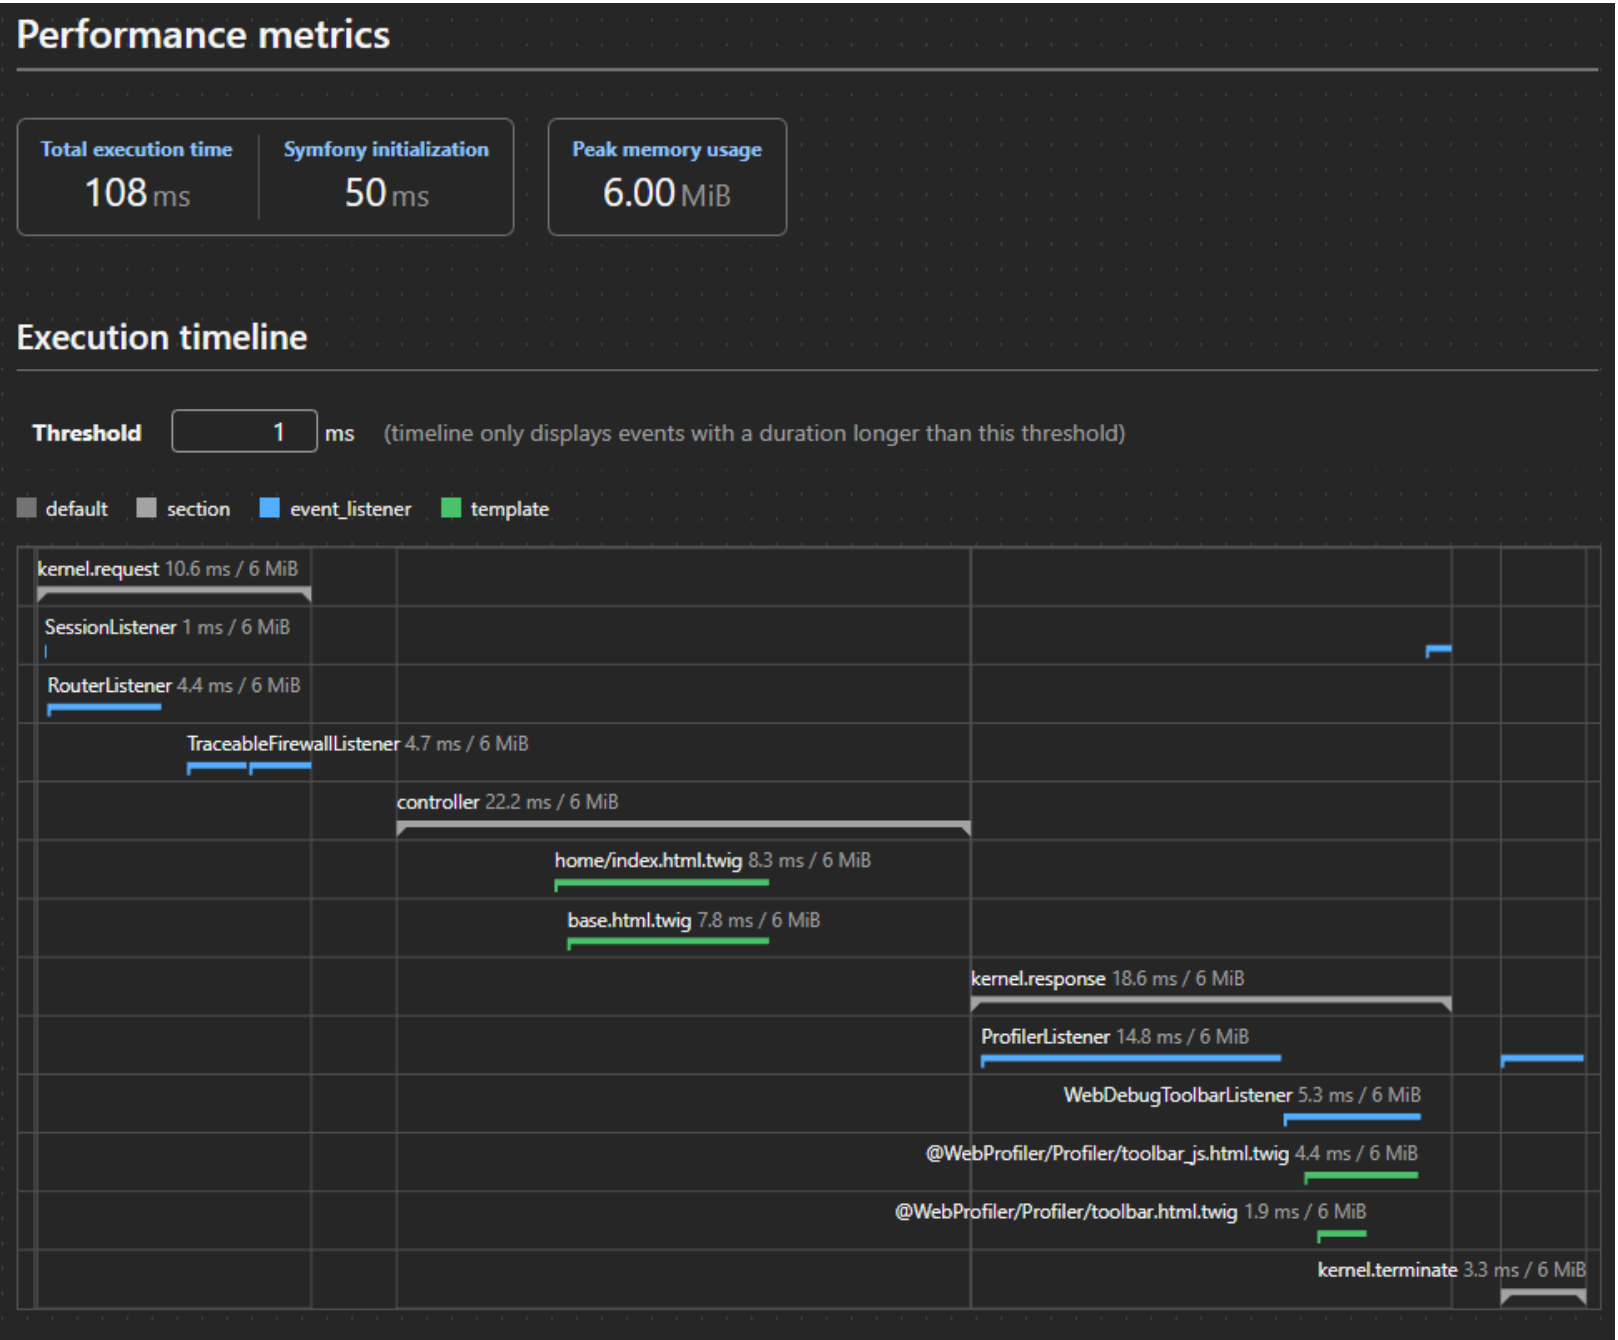 Performance metrics
Total execution time Symfony initialization Peak memory usage
108 ms 50 ms 6.00 MiB
Execution timeline
Threshold 1 ms (timeline only displays events with a duration longer than this threshold)
default section event_listener template
kernel.request 10.6 ms / 6 MiB
SessionListener 1 ms / 6 MiB
RouterListener 4.4 ms / 6 MiB
TraceableFirewallListener 4.7 ms / 6 MiB
controller 22.2 ms / 6 MiB
home/index.html.twig 8.3 ms / 6 MiB
base.html.twig 7.8 ms / 6 MiB
kernel.response 18.6 ms / 6 MiB
ProfilerListener 14.8 ms / 6 MiB
WebDebugToolbarListener 5.3 ms / 6 MiB
@WebProfiler/Profiler/toolbar_js.html.twig 4.4 ms / 6 MiB
@WebProfiler/Profiler/toolbar.html.twig 1.9 ms / 6 MiB
kernel.terminate 3.3 ms / 6 MiB